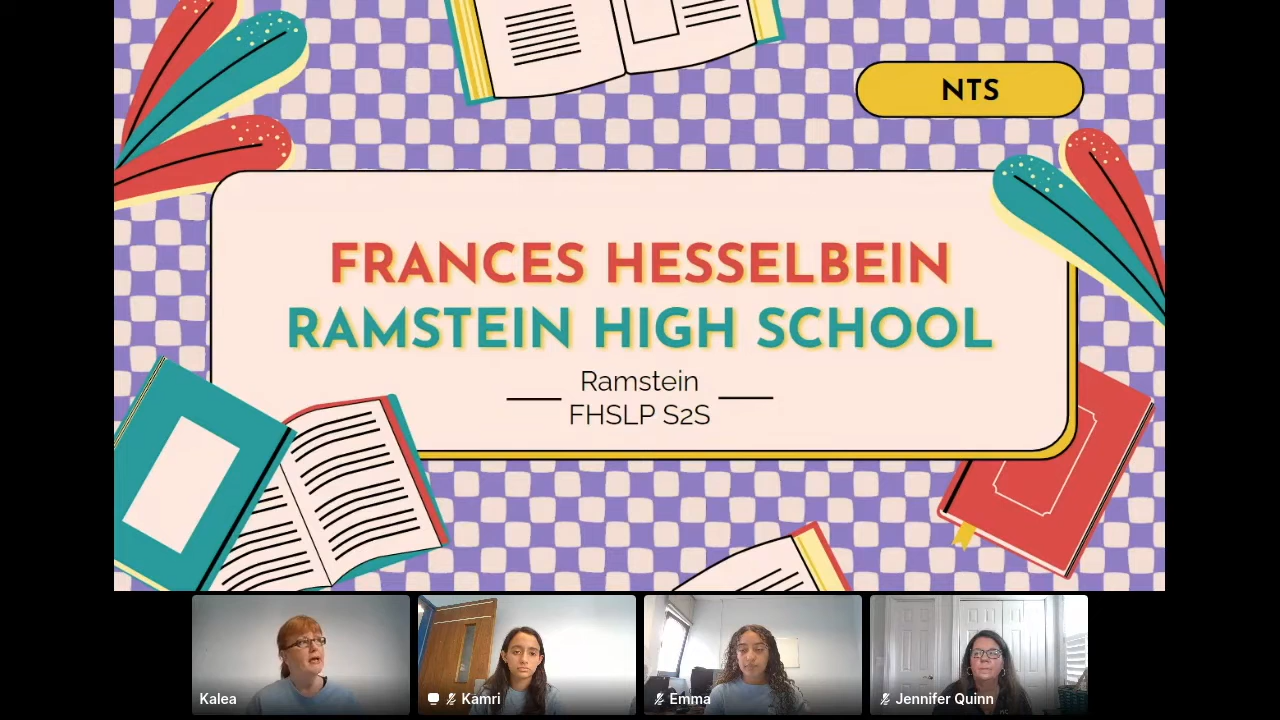 NTS
FRANCES HESSELBEIN
RAMSTEIN HIGH SCHOOL
Ramstein
FHSLP S2S
Kalea
Kamri
Emma
Jennifer Quinn